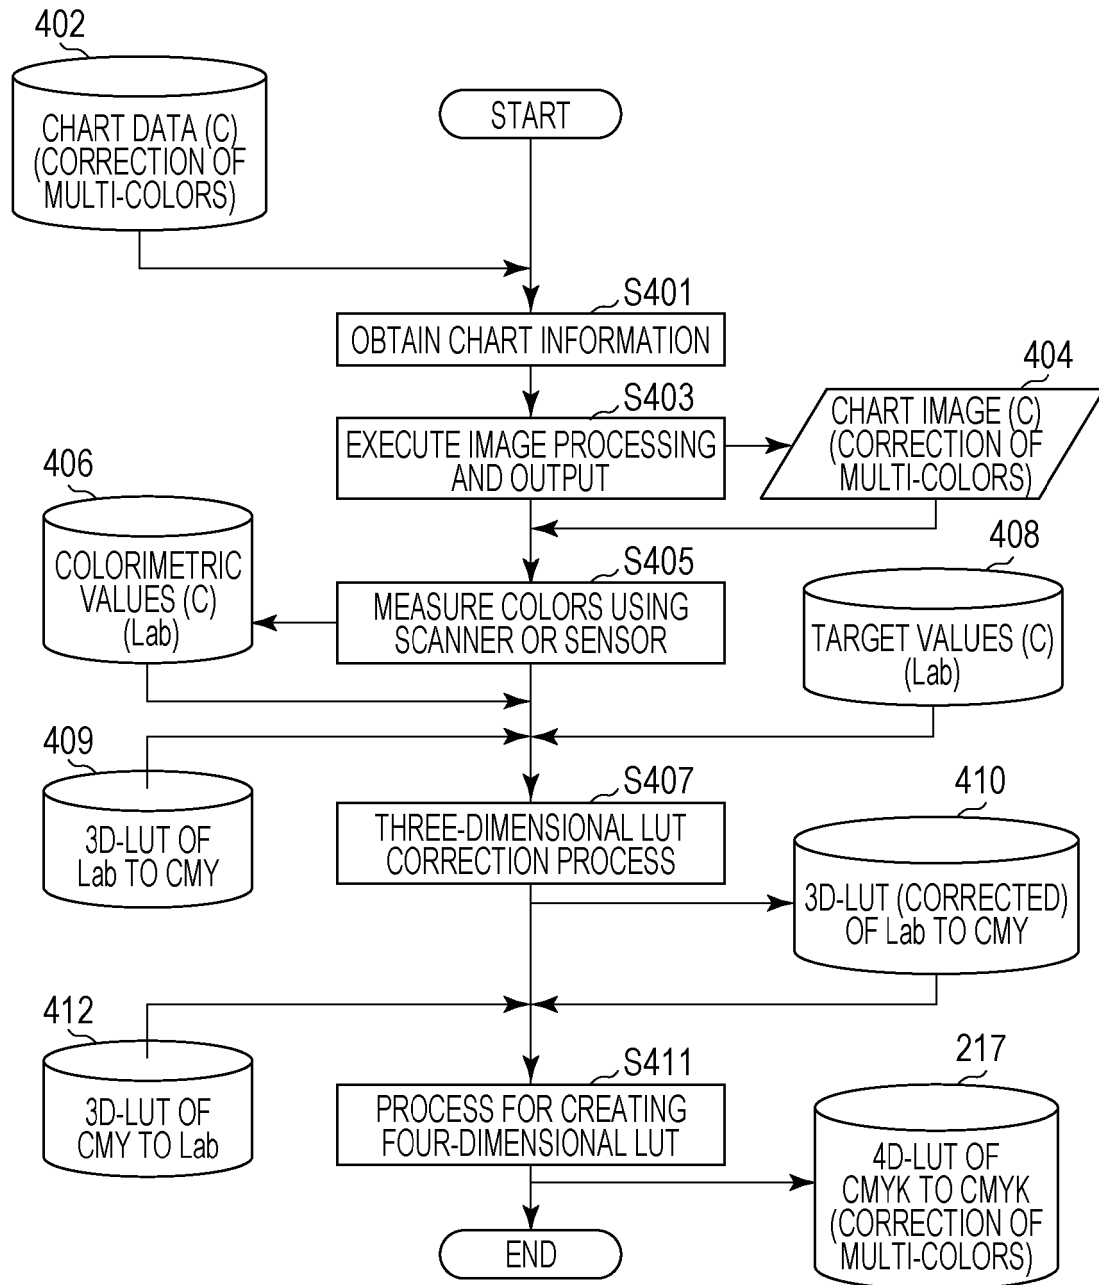 402
CHART DATA (C)
(CORRECTION OF
MULTI-COLORS)
START
S401
OBTAIN CHART INFORMATION
S403
EXECUTE IMAGE PROCESSING
AND OUTPUT
404
CHART IMAGE (C)
(CORRECTION OF
MULTI-COLORS)
406
COLORIMETRIC
VALUES (C)
(Lab)
S405
MEASURE COLORS USING
SCANNER OR SENSOR
408
TARGET VALUES (C)
(Lab)
409
3D-LUT OF
Lab TO CMY
S407
THREE-DIMENSIONAL LUT
CORRECTION PROCESS
410
3D-LUT (CORRECTED)
OF Lab TO CMY
412
3D-LUT OF
CMY TO Lab
S411
PROCESS FOR CREATING
FOUR-DIMENSIONAL LUT
217
4D-LUT OF
CMYK TO CMYK
(CORRECTION OF
MULTI-COLORS)
END